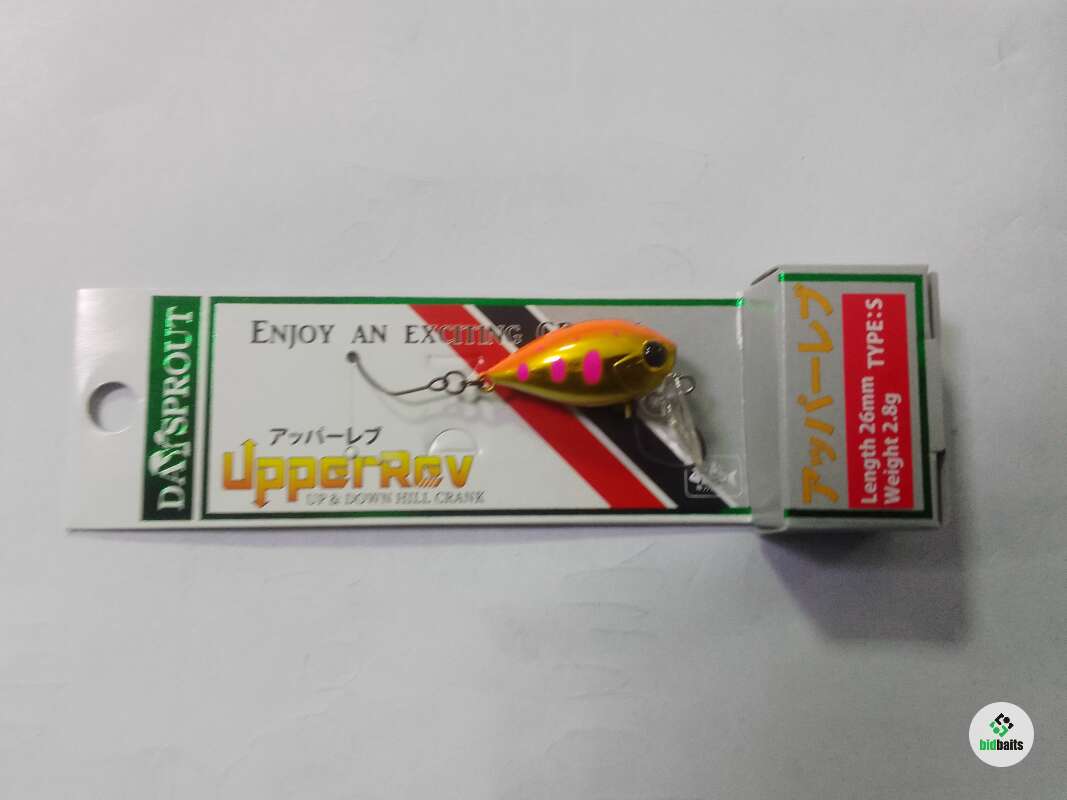 DAYSPROUT
ENJOY AN EXCITING
アッパーレブ
UpperRev
UP & DOWN HILL CRANK
アッパーレブ
Length 26mm TYPE:S
Weight 2.8g
bidbaits